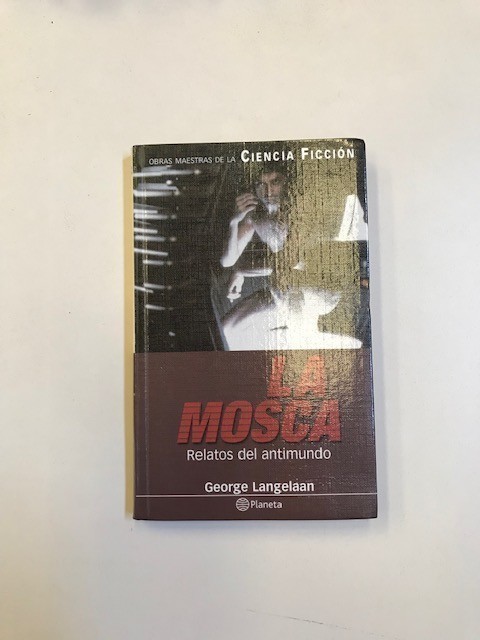 OBRAS MAESTRAS DE LA CIENCIA FICCIÓN
LA
MOSCA
Relatos del antimundo
George Langelaan
Planeta